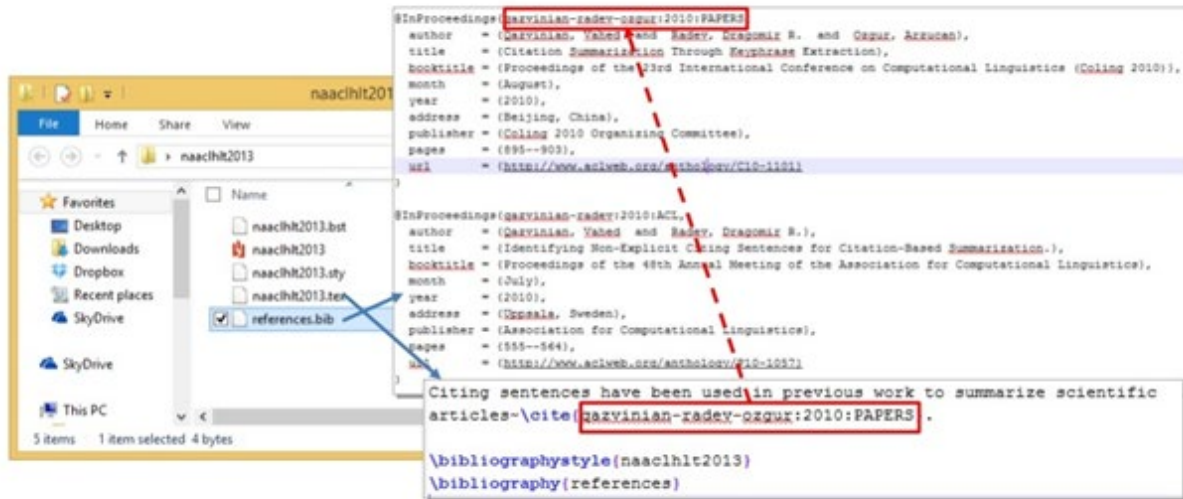 naaclhlt201
File Home Share View
naaclhlt2013
Favorites
Desktop
Downloads
Dropbox
Recent places
SkyDrive
SkyDrive
This PC
Name
naaclhlt2013.bst
naaclhlt2013
naaclhlt2013.sty
naaclhlt2013.tex
references.bib
5 items 1 item selected 4 bytes
@InProceedings{qazvinian-radev-ozgur:2010:PAPERS
author = {Qazvinian, Vahed and Radev, Dragomir R. and Ozgur, Arzucan},
title = {Citation Summarization Through Keyphrase Extraction},
booktitle = {Proceedings of the 23rd International Conference on Computational Linguistics (Coling 2010)},
month = {August},
year = {2010},
address = {Beijing, China},
publisher = {Coling 2010 Organizing Committee},
pages = {895--903},
url = {http://www.aclweb.org/anthology/C10-1101}
}
@InProceedings{qazvinian-radev:2010:ACL,
author = {Qazvinian, Vahed and Radev, Dragomir R.},
title = {Identifying Non-Explicit Citing Sentences for Citation-Based Summarization.},
booktitle = {Proceedings of the 48th Annual Meeting of the Association for Computational Linguistics},
month = {July},
year = {2010},
address = {Uppsala, Sweden},
publisher = {Association for Computational Linguistics},
pages = {555--564},
url = {http://www.aclweb.org/anthology/P10-1057}
}
Citing sentences have been used in previous work to summarize scientific
articles~\cite{qazvinian-radev-ozgur:2010:PAPERS}.
\bibliographystyle{naaclhlt2013}
\bibliography{references}